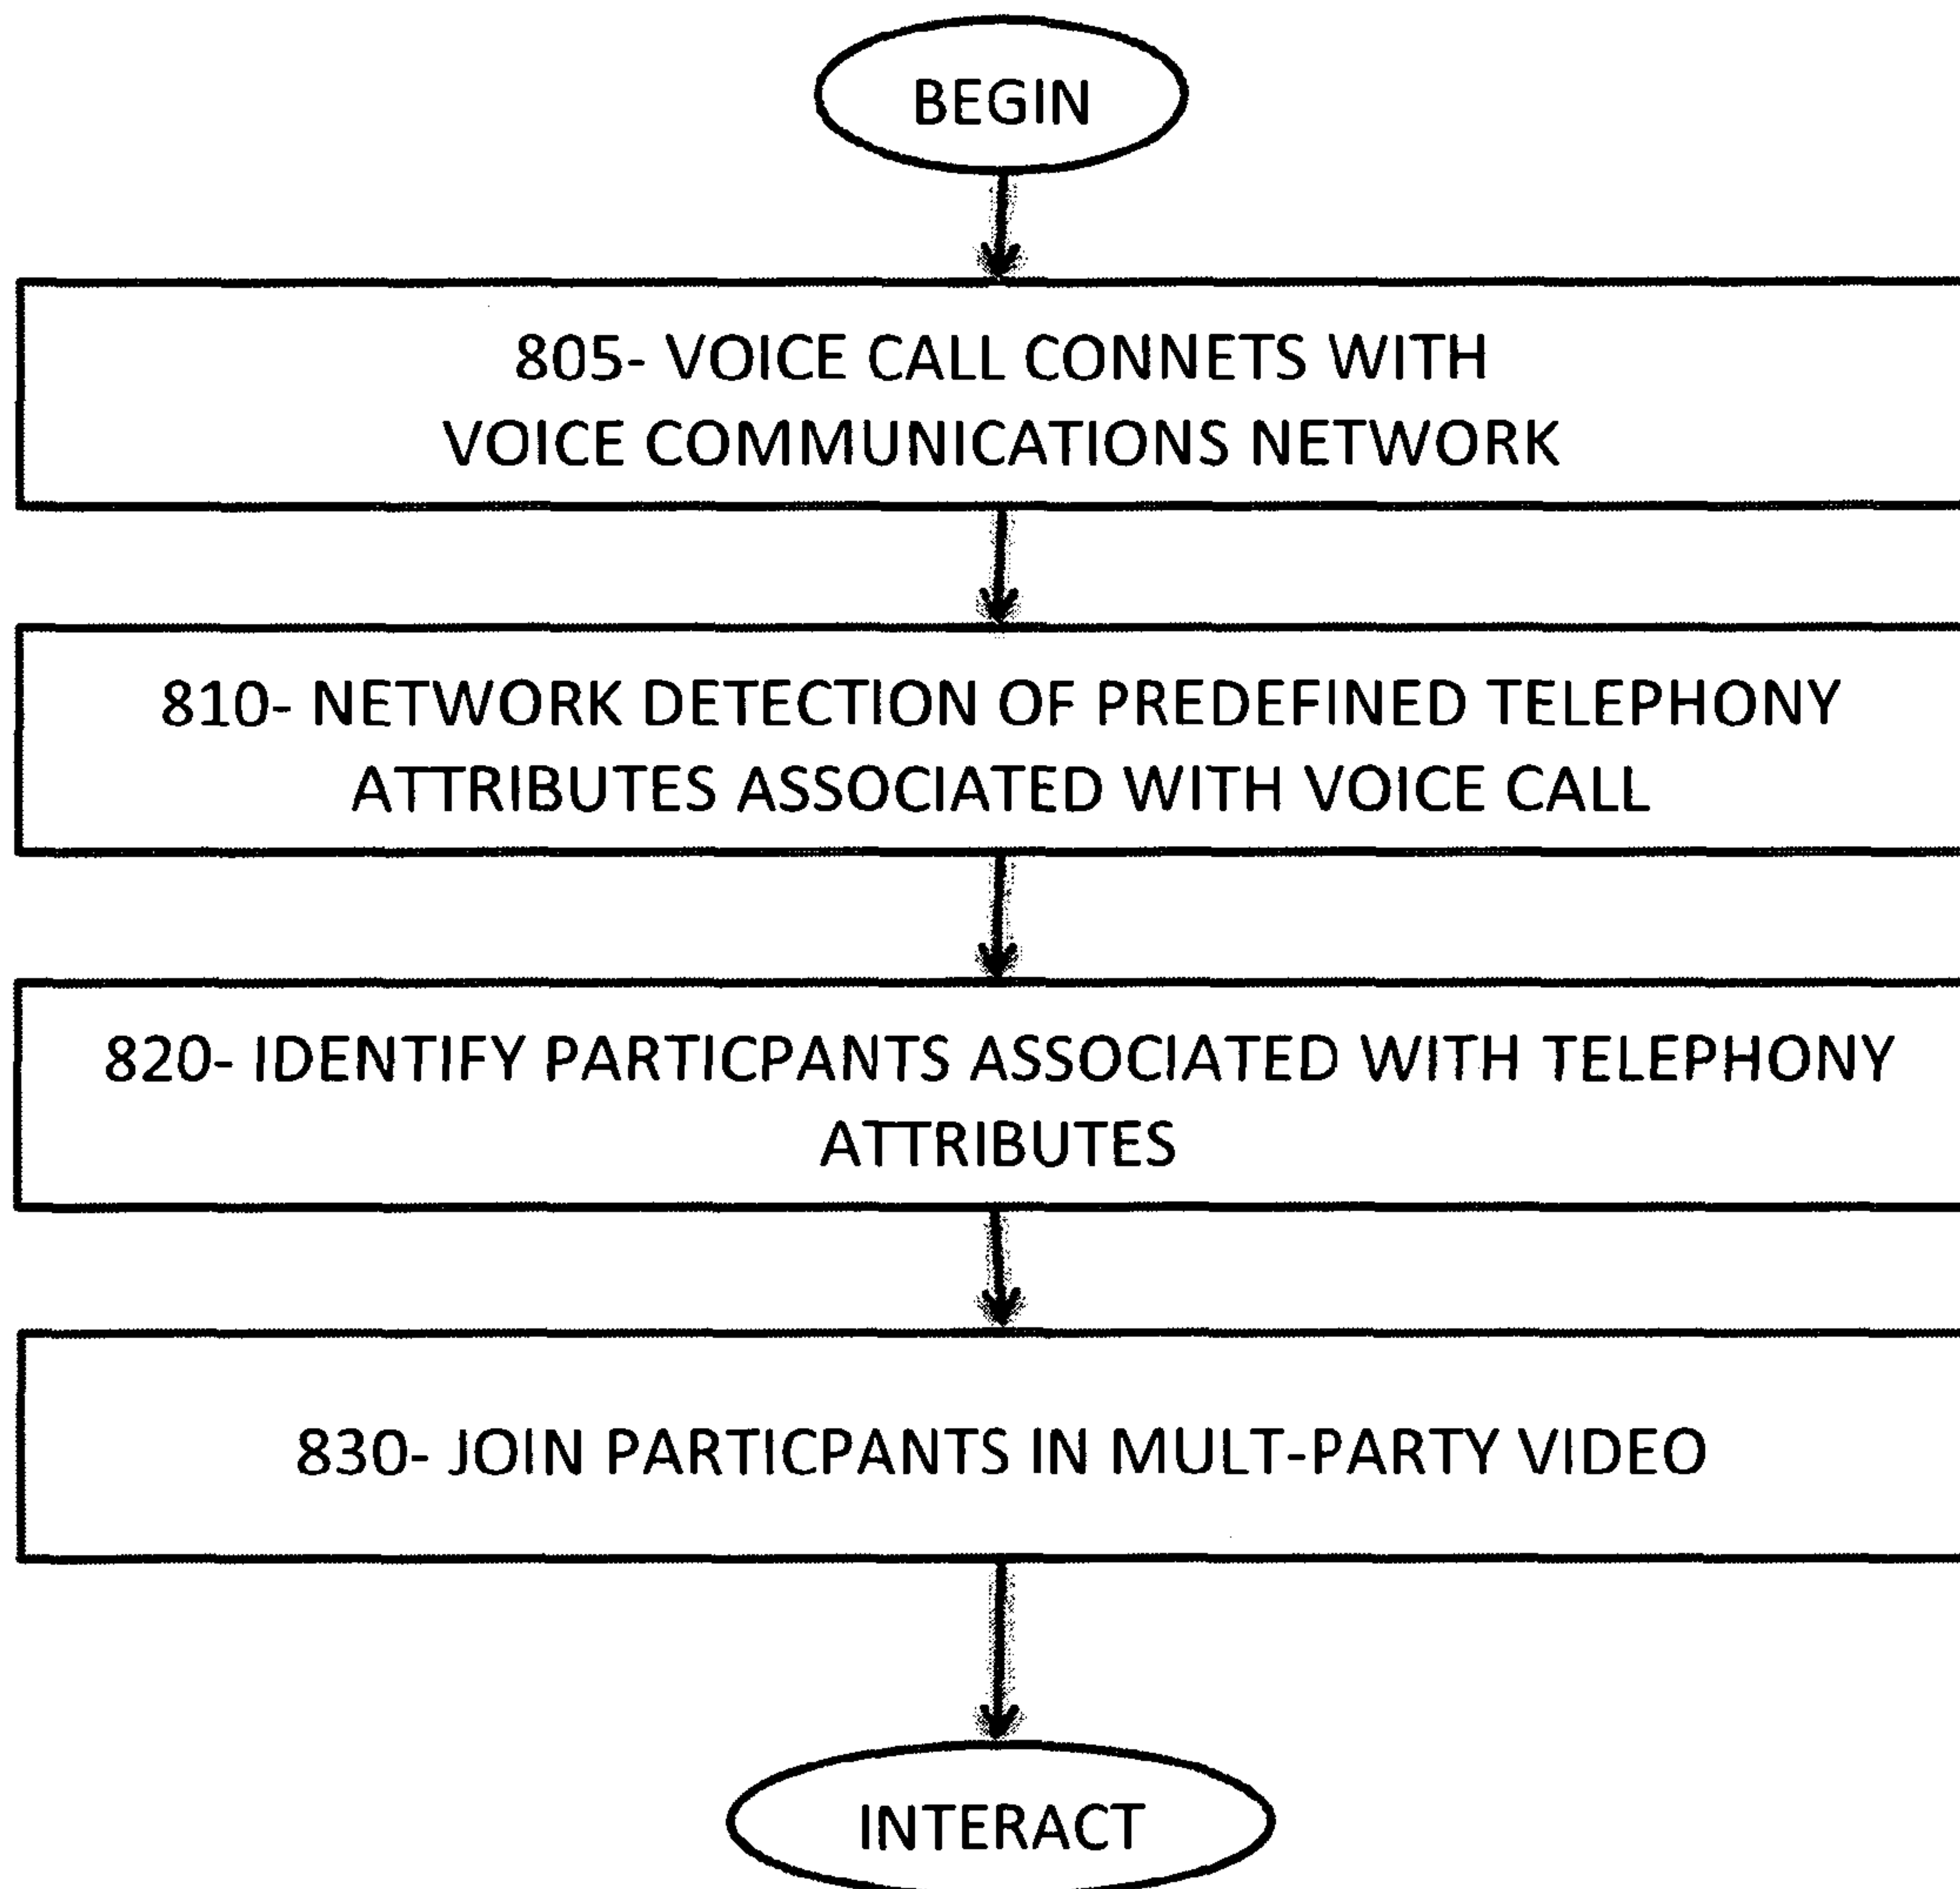 BEGIN
805- VOICE CALL CONNETS WITH
VOICE COMMUNICATIONS NETWORK
810- NETWORK DETECTION OF PREDEFINED TELEPHONY
ATTRIBUTES ASSOCIATED WITH VOICE CALL
820- IDENTIFY PARTICPANTS ASSOCIATED WITH TELEPHONY
ATTRIBUTES
830- JOIN PARTICPANTS IN MULT-PARTY VIDEO
INTERACT